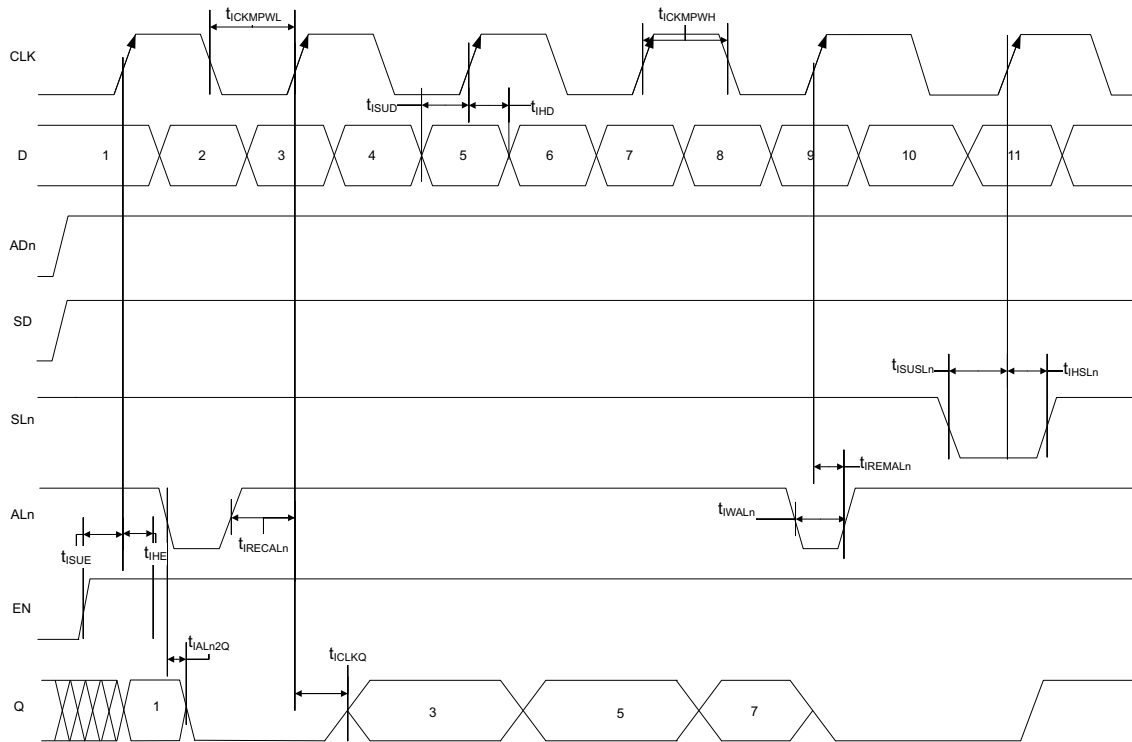 tICKMPWL
tICKMPWH
CLK
tISUD
tIHD
D
1
2
3
4
5
6
7
8
9
10
11
ADn
SD
tISUSLn
tIHSLn
SLn
tIREMALn
ALn
tIWALn
tISUE
tIHE
tIRECALn
EN
tIALn2Q
tICLKQ
Q
1
3
5
7